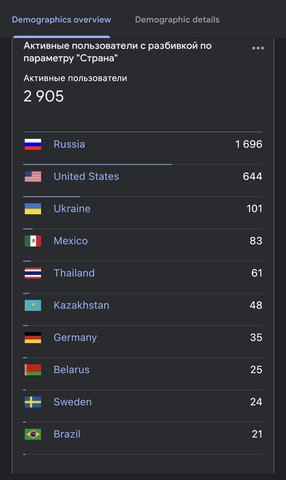 Demographics overview
Demographic details
Активные пользователи с разбивкой по
параметру "Страна"
Активные пользователи
2 905
Russia 1 696
United States 644
Ukraine 101
Mexico 83
Thailand 61
Kazakhstan 48
Germany 35
Belarus 25
Sweden 24
Brazil 21